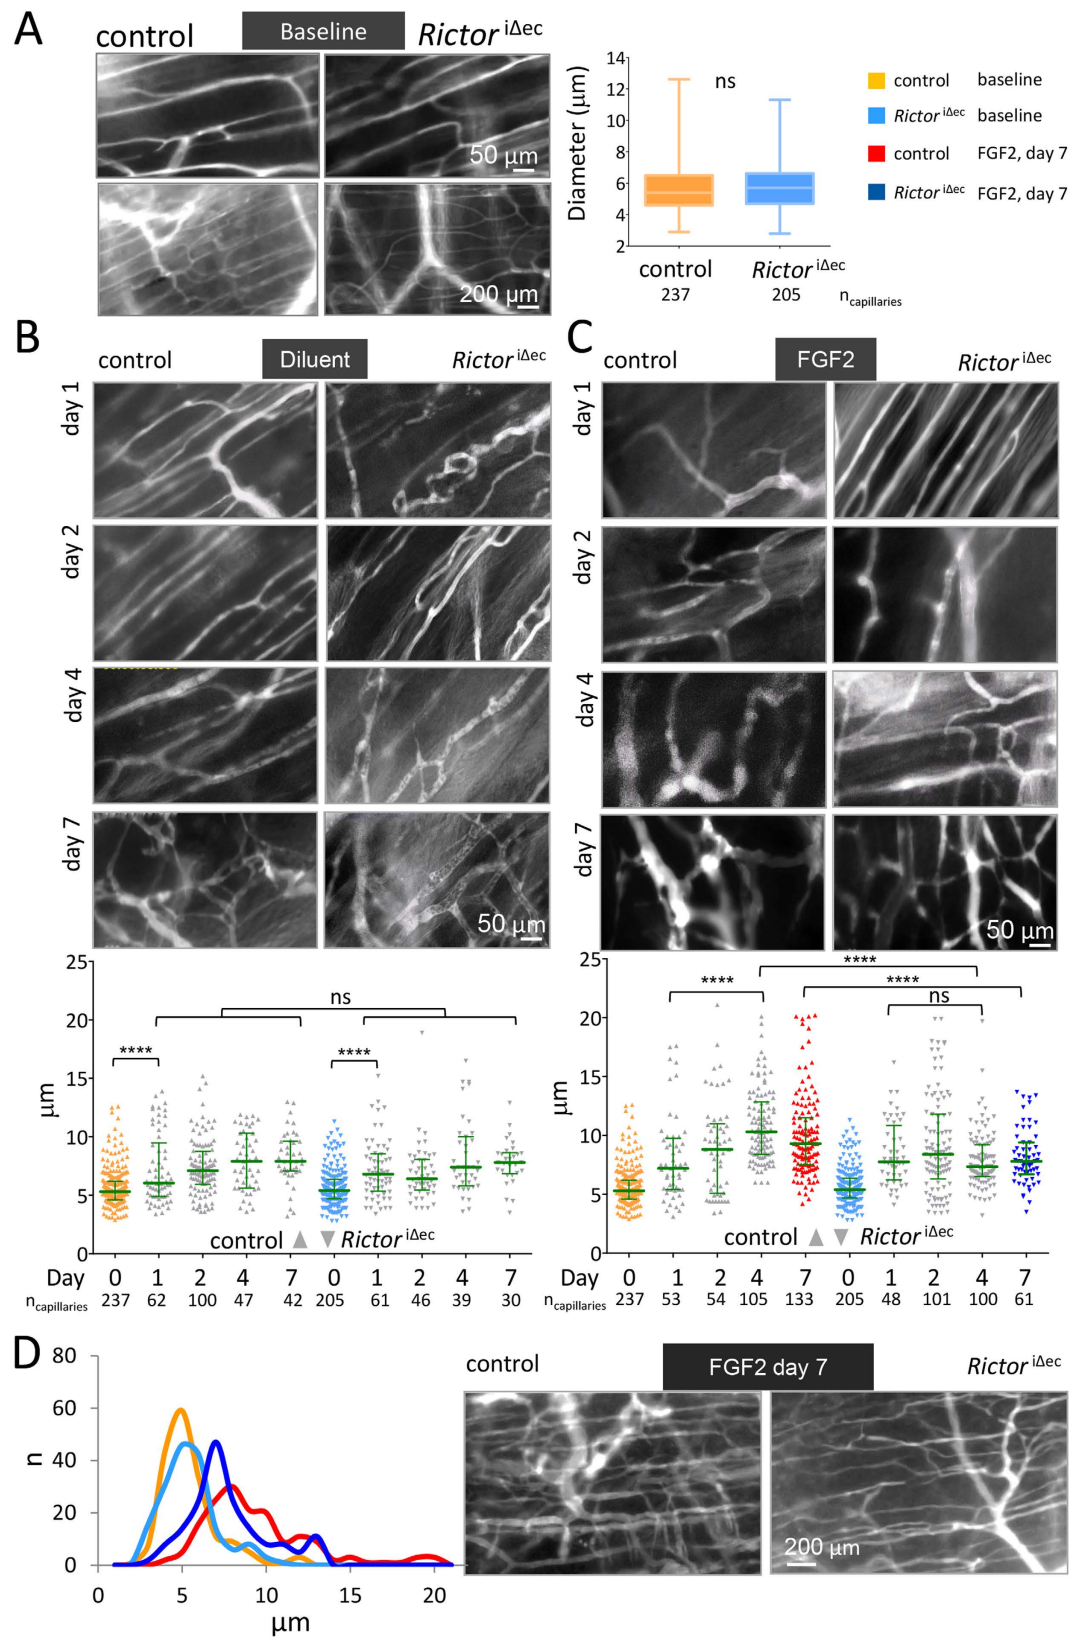 A
control Baseline Rictor iΔec
50 µm
200 µm
Diameter (µm)
14
12
10
8
6
4
2
ns
control Rictor iΔec
237 205 ncapillaries
control baseline
Rictor iΔec baseline
control FGF2, day 7
Rictor iΔec FGF2, day 7
B
control Diluent Rictor iΔec
day 1
day 2
day 4
day 7
50 µm
µm
25
20
15
10
5
0
ns
**** ****
control Rictor iΔec
Day 0 1 2 4 7 0 1 2 4 7
ncapillaries 237 62 100 47 42 205 61 46 39 30
C
control FGF2 Rictor iΔec
day 1
day 2
day 4
day 7
50 µm
µm
25
20
15
10
5
0
****
**** ****
ns
control Rictor iΔec
Day 0 1 2 4 7 0 1 2 4 7
ncapillaries 237 53 54 105 133 205 48 101 100 61
D
n
80
60
40
20
0
0 5 10 15 20
µm
control FGF2 day 7 Rictor iΔec
200 µm